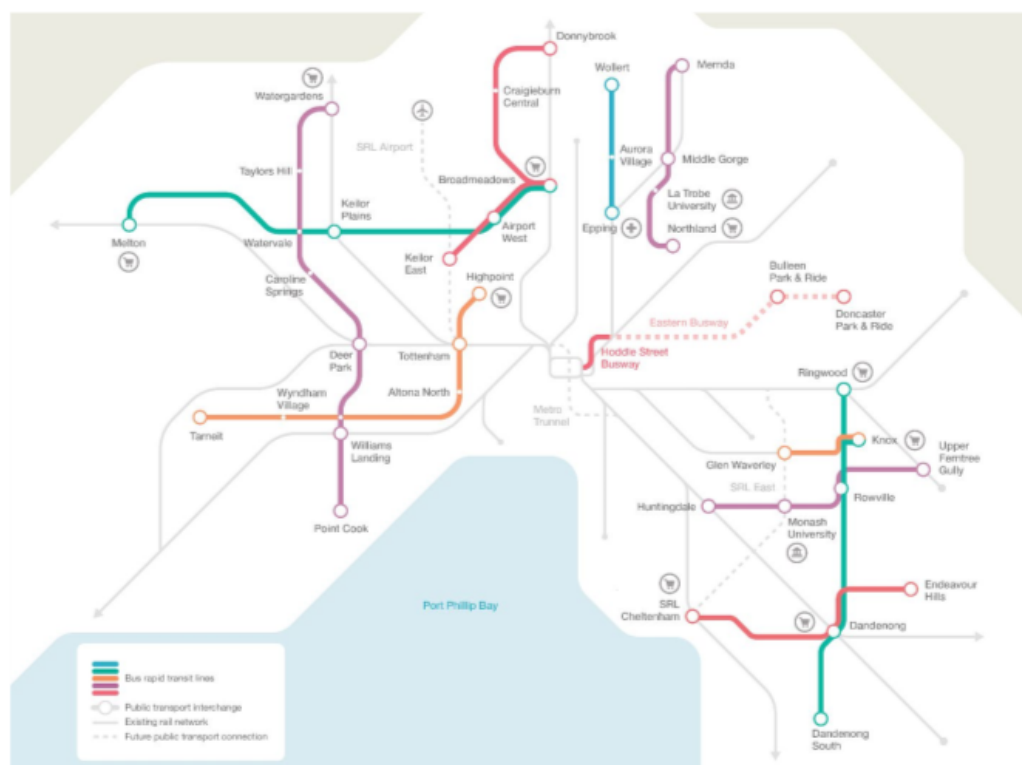 Donnybrook
Wollert
Mernda
Watergardens
Craigieburn
Central
SRL Airport
Aurora
Village
Middle Gorge
Taylors Hill
Broadmeadows
La Trobe
University
Keilor
Plains
Airport
West
Epping
Northland
Melton
Watervale
Keilor
East
Highpoint
Bulleen
Park & Ride
Caroline
Springs
Eastern Busway
Doncaster
Park & Ride
Deer
Park
Tottenham
Hoddle Street
Busway
Ringwood
Wyndham
Village
Altona North
Metro
Trunnel
Tarneit
Williams
Landing
Knox
Upper
Ferntree
Gully
Glen Waverley
SRL East
Rowville
Huntingdale
Point Cook
Monash
University
Port Phillip Bay
SRL
Cheltenham
Endeavour
Hills
Dandenong
Bus rapid transit lines
Public transport interchange
Existing rail network
Future public transport connection
Dandenong
South